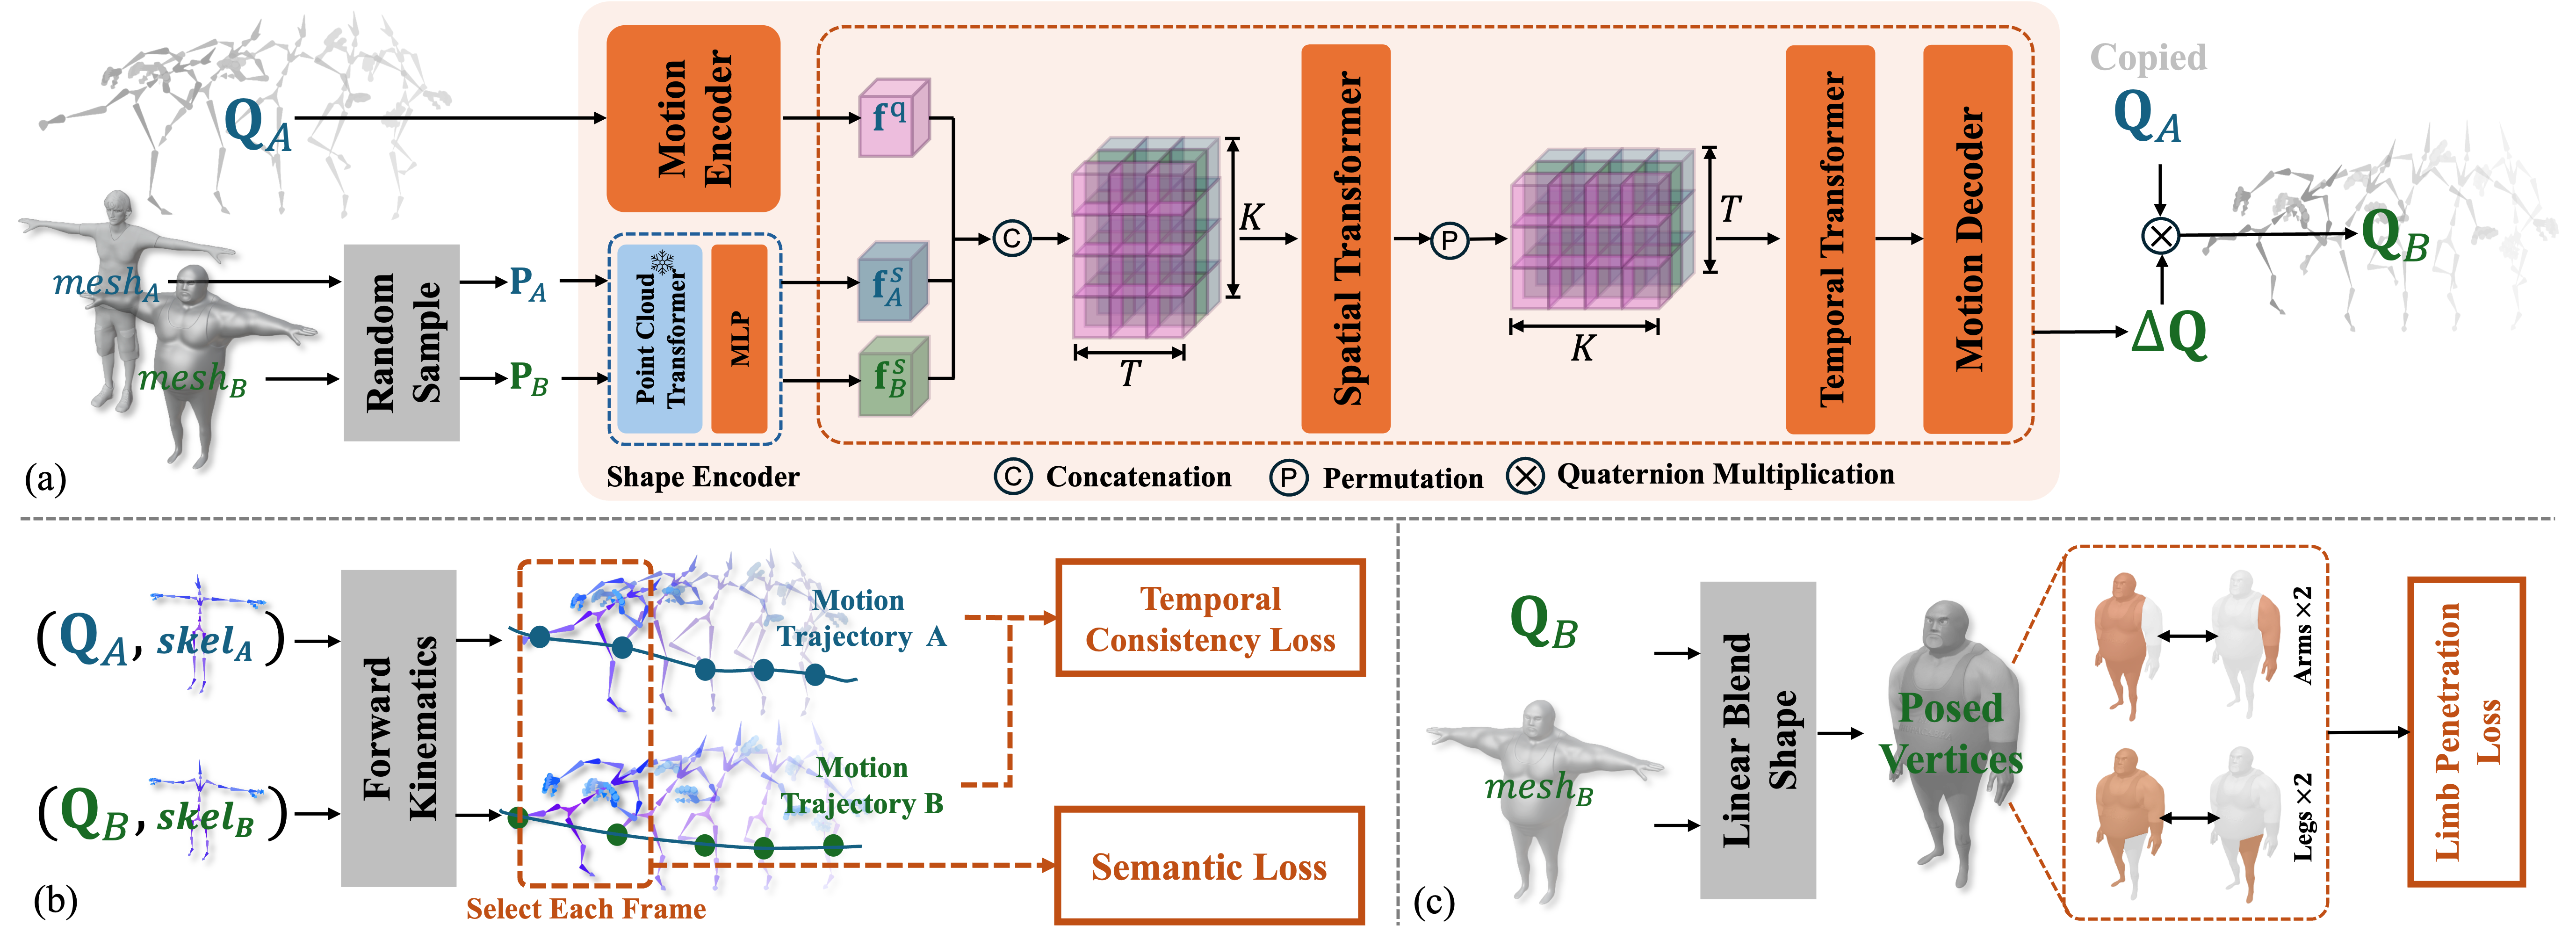 Q_A
mesh_A
mesh_B
Random
Sample
P_A
P_B
Motion
Encoder
Point Cloud
Transformer
MLP
Shape Encoder
f^q
f^s_A
f^s_B
C
K
T
Spatial Transformer
P
T
K
Temporal Transformer
Motion Decoder
Copied
Q_A
ΔQ
Q_B
C Concatenation
P Permutation
Quaternion Multiplication
(a)
(Q_A, skel_A)
(Q_B, skel_B)
Forward
Kinematics
Motion
Trajectory A
Motion
Trajectory B
Select Each Frame
Temporal
Consistency Loss
Semantic Loss
(b)
Q_B
mesh_B
Linear Blend
Shape
Posed
Vertices
Arms ×2
Legs ×2
Limb Penetration
Loss
(c)